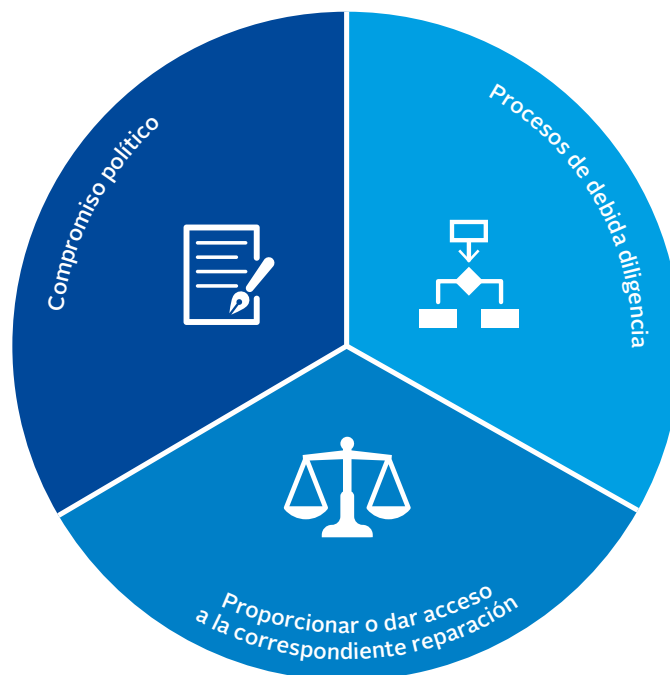 Compromiso político
Procesos de debida diligencia
Proporcionar o dar acceso
a la correspondiente reparación